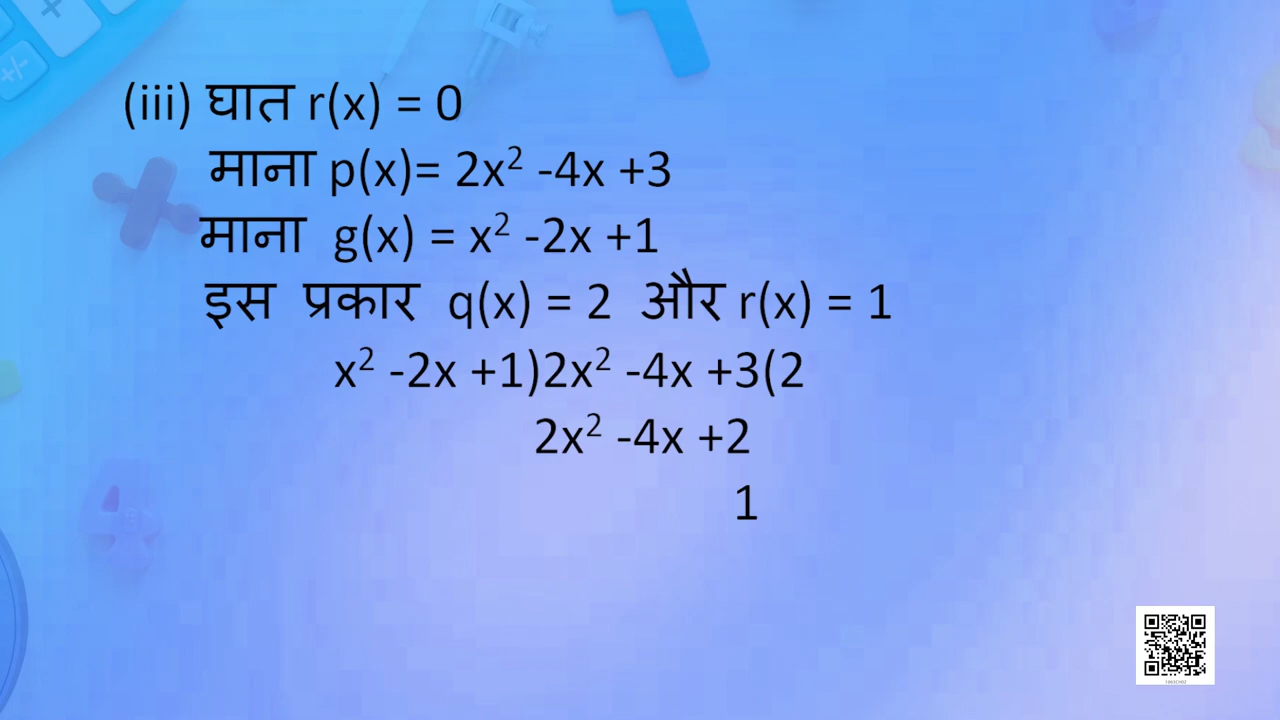 (iii) घात r(x) = 0
माना p(x)= 2x² -4x +3
माना g(x) = x² -2x +1
इस प्रकार q(x) = 2 और r(x) = 1
x² -2x +1)2x² -4x +3(2
2x² -4x +2
1